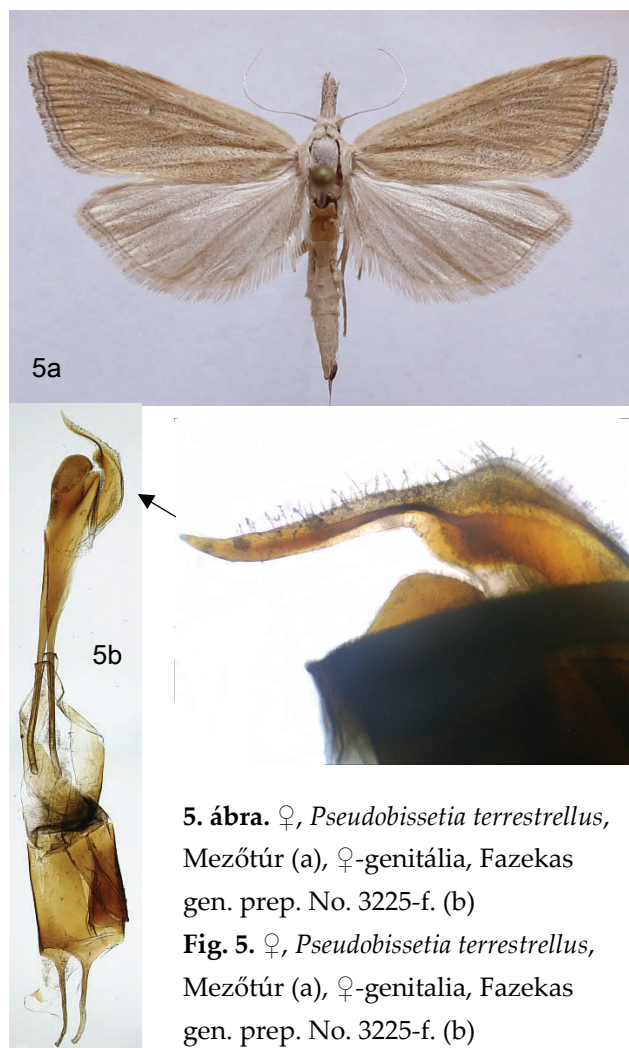 5a
5b
5. ábra. ♀, Pseudobissetia terrestrellus,
Mezőtúr (a), ♀-genitália, Fazekas
gen. prep. No. 3225-f. (b)
Fig. 5. ♀, Pseudobissetia terrestrellus,
Mezőtúr (a), ♀-genitalia, Fazekas
gen. prep. No. 3225-f. (b)